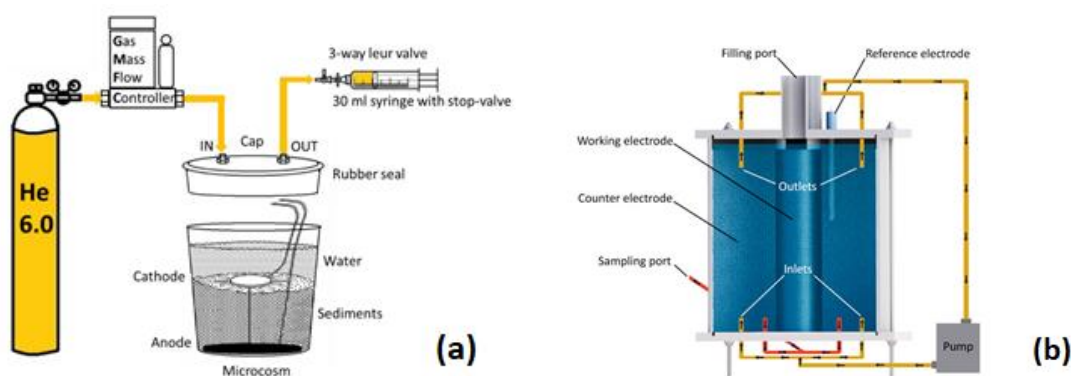 Gas
Mass
Flow
Controller
3-way leur valve
30 ml syringe with stop-valve
IN
Cap
OUT
Rubber seal
He
6.0
Water
Cathode
Sediments
Anode
Microcosm
(a)
Filling port
Reference electrode
Working electrode
Outlets
Counter electrode
Sampling port
Inlets
Pump
(b)